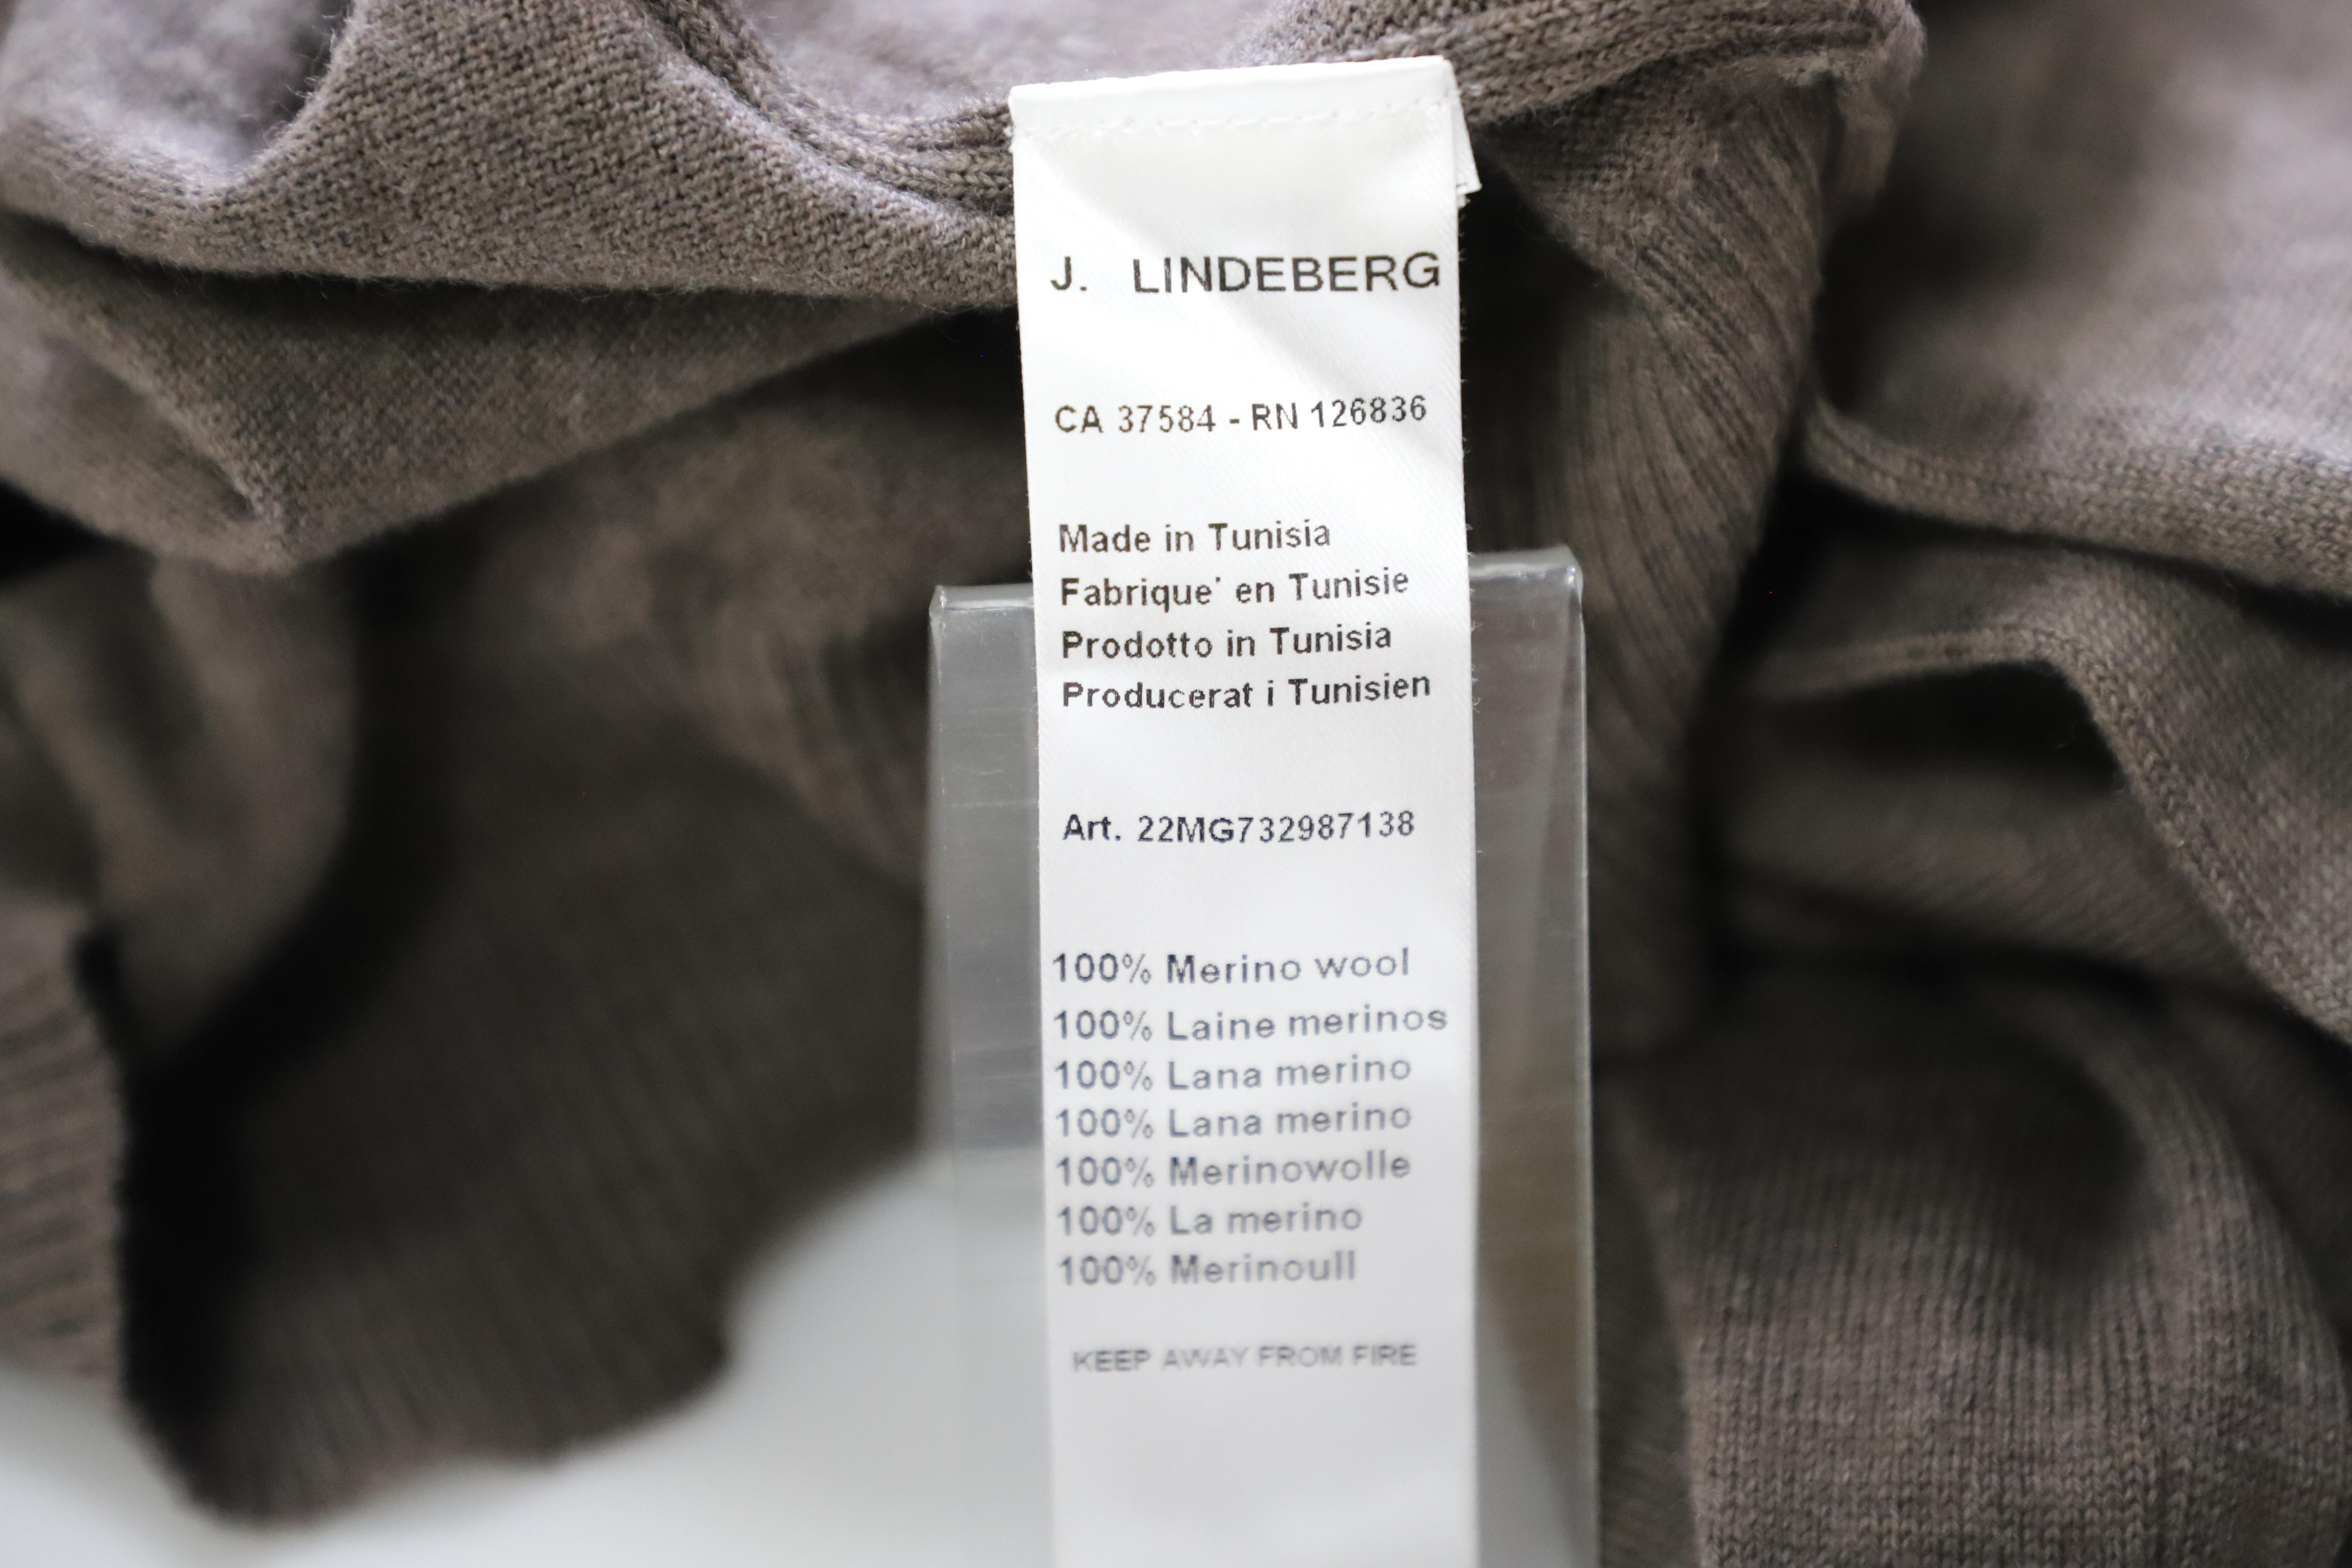 J. LINDEBERG
CA 37584 - RN 126836
Made in Tunisia
Fabrique' en Tunisie
Prodotto in Tunisia
Producerat i Tunisien
Art. 22MG732987138
100% Merino wool
100% Laine merinos
100% Lana merino
100% Lana merino
100% Merinowolle
100% La merino
100% Merinoull
KEEP AWAY FROM FIRE